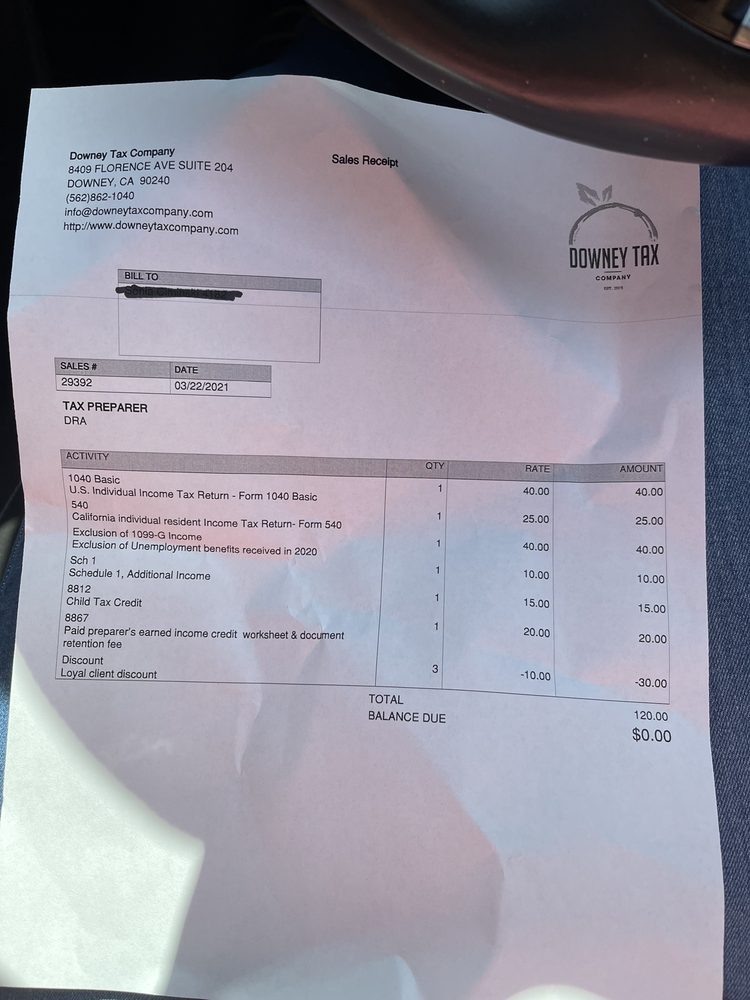 Downey Tax Company
8409 FLORENCE AVE SUITE 204
DOWNEY, CA 90240
(562)862-1040
info@downeytaxcompany.com
http://www.downeytaxcompany.com
Sales Receipt
DOWNEY TAX
COMPANY
BILL TO
SALES # DATE
29392 03/22/2021
TAX PREPARER
DRA
ACTIVITY QTY RATE AMOUNT
1040 Basic
U.S. Individual Income Tax Return - Form 1040 Basic 1 40.00 40.00
540
California individual resident Income Tax Return- Form 540 1 25.00 25.00
Exclusion of 1099-G Income
Exclusion of Unemployment benefits received in 2020 1 40.00 40.00
Sch 1
Schedule 1, Additional Income 1 10.00 10.00
8812
Child Tax Credit 1 15.00 15.00
8867
Paid preparer's earned income credit worksheet & document 1 20.00 20.00
retention fee
Discount
Loyal client discount 3 -10.00 -30.00
TOTAL 120.00
BALANCE DUE $0.00